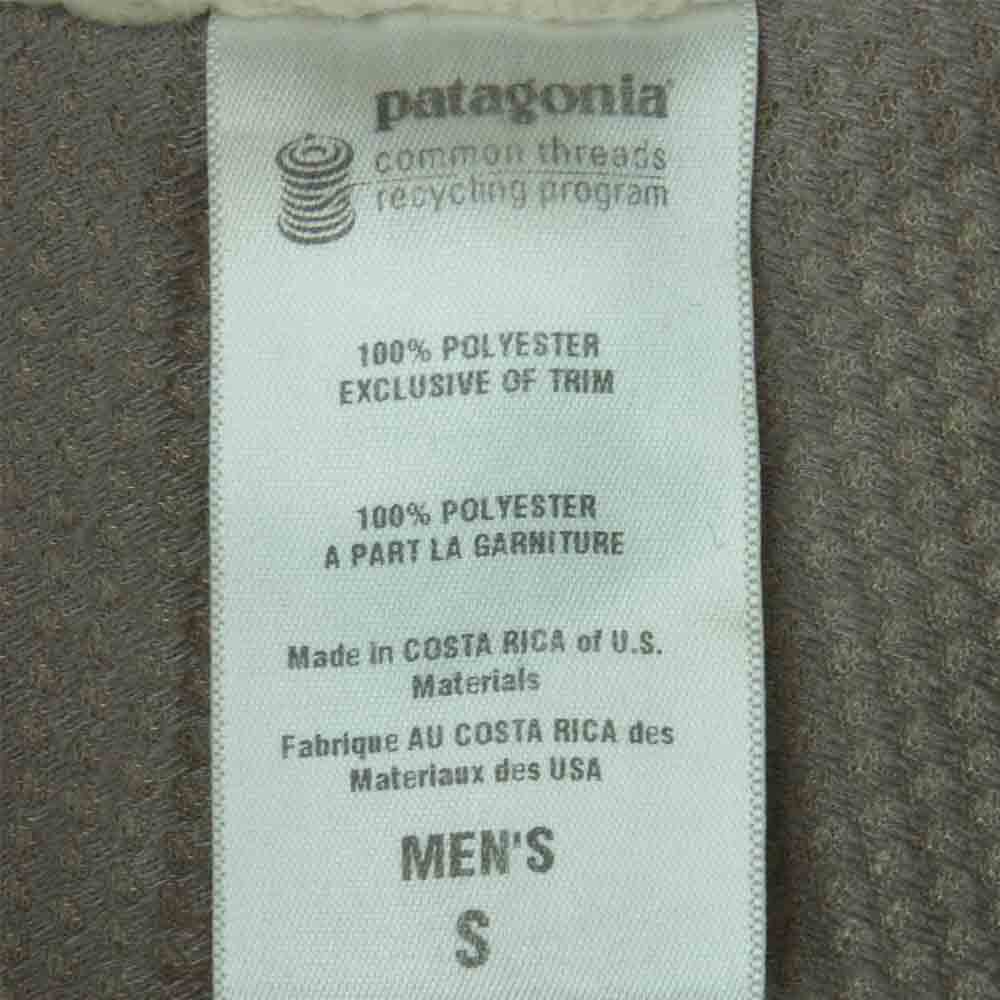 patagonia
common threads
recycling program
100% POLYESTER
EXCLUSIVE OF TRIM
100% POLYESTER
A PART LA GARNITURE
Made in COSTA RICA of U.S.
Materials
Fabrique AU COSTA RICA des
Materiaux des USA
MEN'S
S